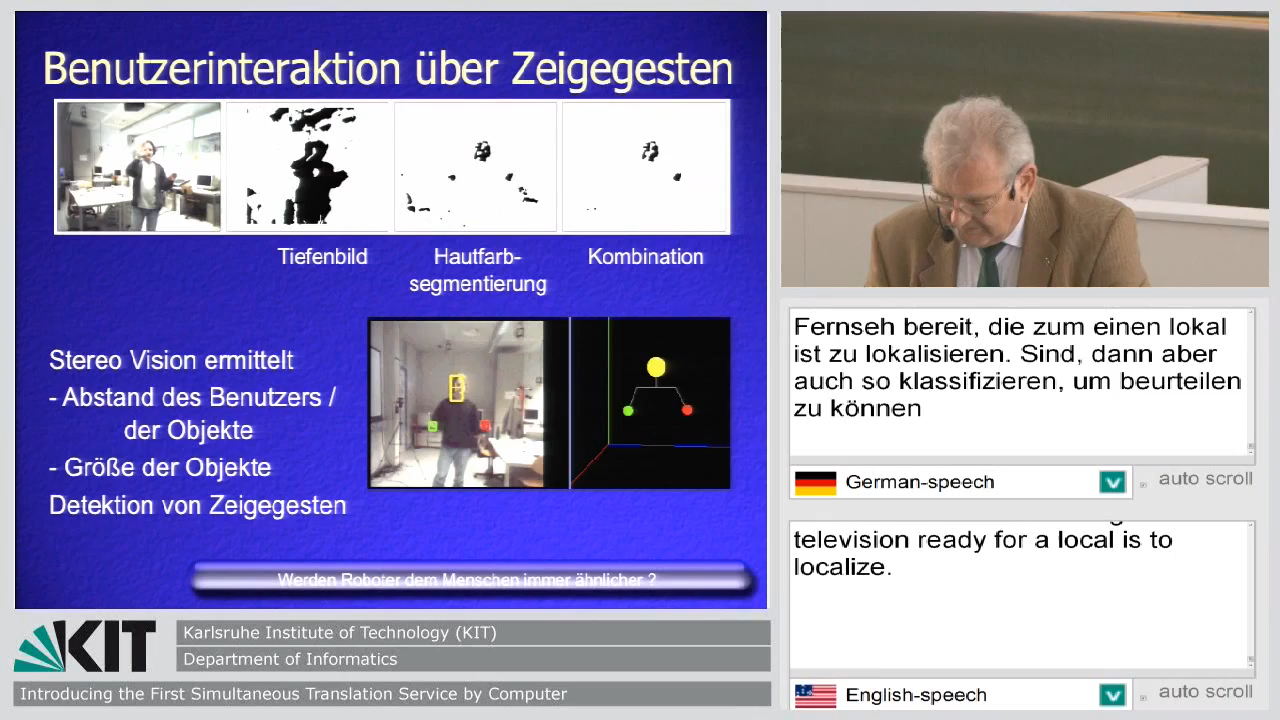 Benutzerinteraktion über Zeigegesten
Tiefenbild
Hautfarb-
segmentierung
Kombination
Stereo Vision ermittelt
- Abstand des Benutzers /
der Objekte
- Größe der Objekte
Detektion von Zeigegesten
Werden Roboter dem Menschen immer ähnlicher ?
Fernseh bereit, die zum einen lokal
ist zu lokalisieren. Sind, dann aber
auch so klassifizieren, um beurteilen
zu können
German-speech
auto scroll
television ready for a local is to
localize.
English-speech
auto scroll
KIT
Karlsruhe Institute of Technology (KIT)
Department of Informatics
Introducing the First Simultaneous Translation Service by Computer